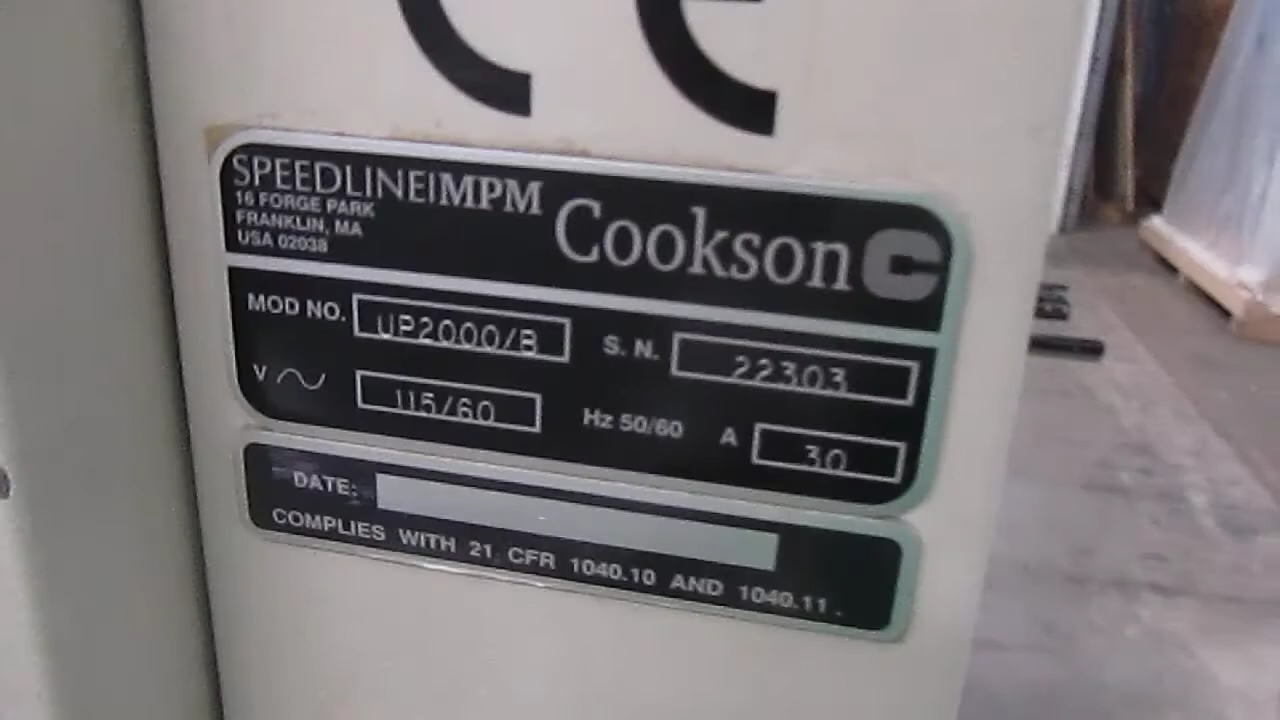 CE
SPEEDLINE|MPM
16 FORGE PARK
FRANKLIN, MA
USA 02038
Cookson
MOD NO. UP2000/B S. N. 22303
V 115/60 Hz 50/60 A 30
DATE:
COMPLIES WITH 21 CFR 1040.10 AND 1040.11.